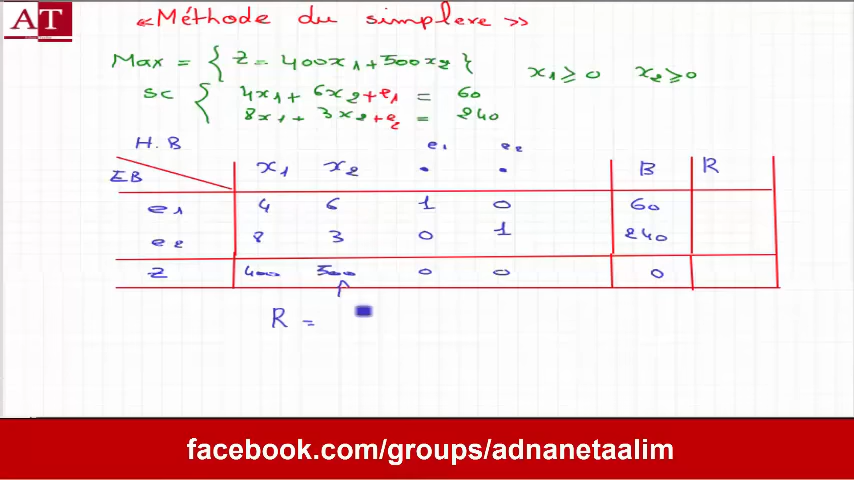 AT
« Méthode du simplexe »
Max = { Z = 400x1 + 500x2 } x1 ≥ 0 x2 ≥ 0
SC { 4x1 + 6x2 + e1 = 60
8x1 + 3x2 + e2 = 240
H.B e1 e2
EB x1 x2 • • B R
e1 4 6 1 0 60
e2 8 3 0 1 240
Z 400 500 0 0 0
R =
facebook.com/groups/adnanetaalim